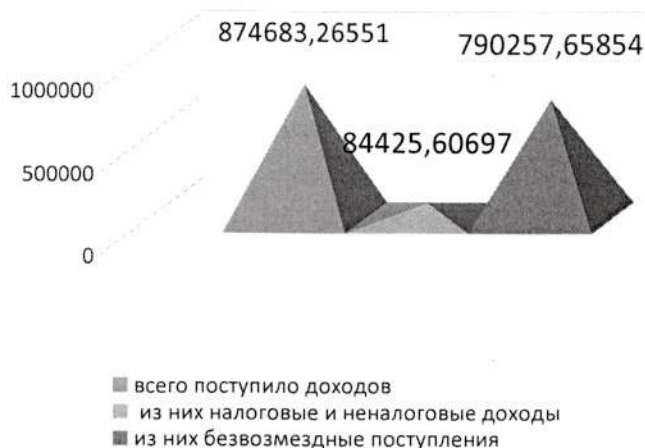 874683,26551
790257,65854
84425,60697
1000000
500000
0
всего поступило доходов
из них налоговые и неналоговые доходы
из них безвозмездные поступления